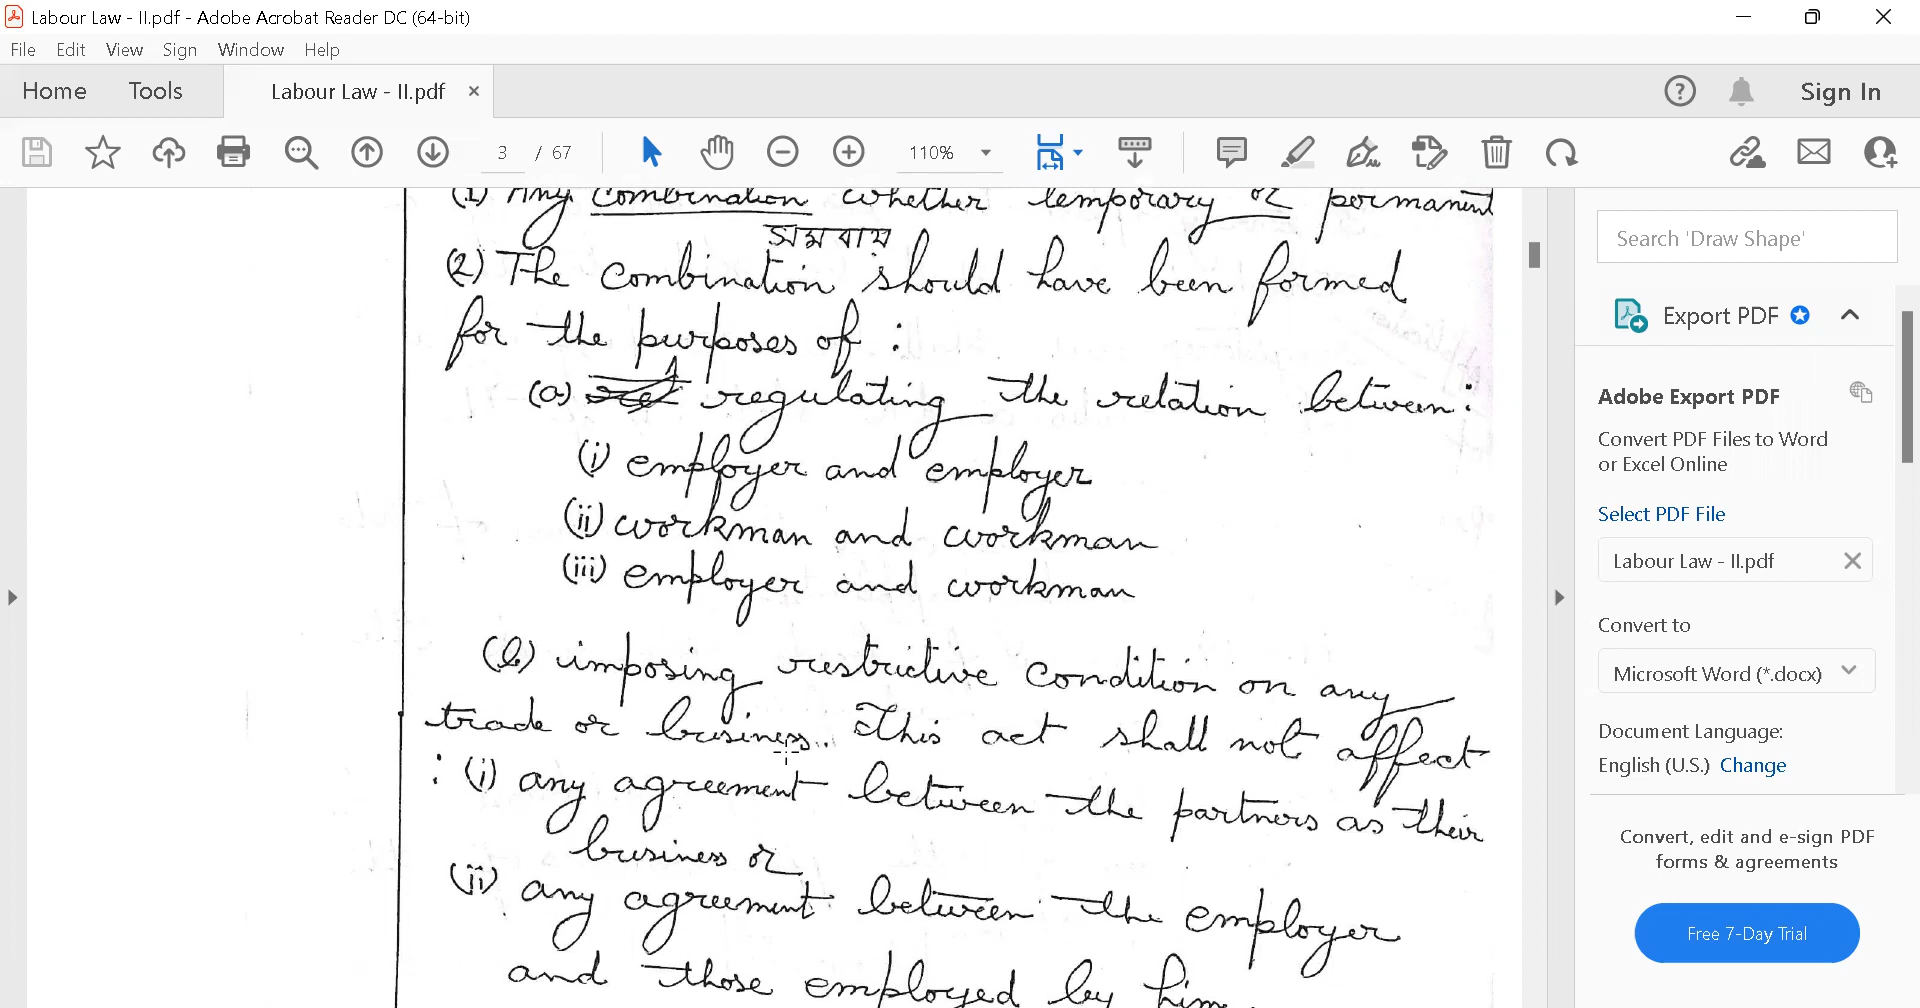 Labour Law - II.pdf - Adobe Acrobat Reader DC (64-bit)
File Edit View Sign Window Help
Home Tools Labour Law - II.pdf × Sign In
3 / 67 110%
(1) Any combination whether temporary or permanent
সমবায়
(2) The combination should have been formed
for the purposes of :
(a) regulating the relation between :
(i) employer and employer
(ii) workman and workman
(iii) employer and workman
(b) imposing restrictive condition on any
trade or business. This act shall not affect
: (i) any agreement between the partners as their
business or
(ii) any agreement between the employer
and those employed by him.
Search 'Draw Shape'
Export PDF
Adobe Export PDF
Convert PDF Files to Word
or Excel Online
Select PDF File
Labour Law - II.pdf
Convert to
Microsoft Word (*.docx)
Document Language:
English (U.S.) Change
Convert, edit and e-sign PDF
forms & agreements
Free 7-Day Trial